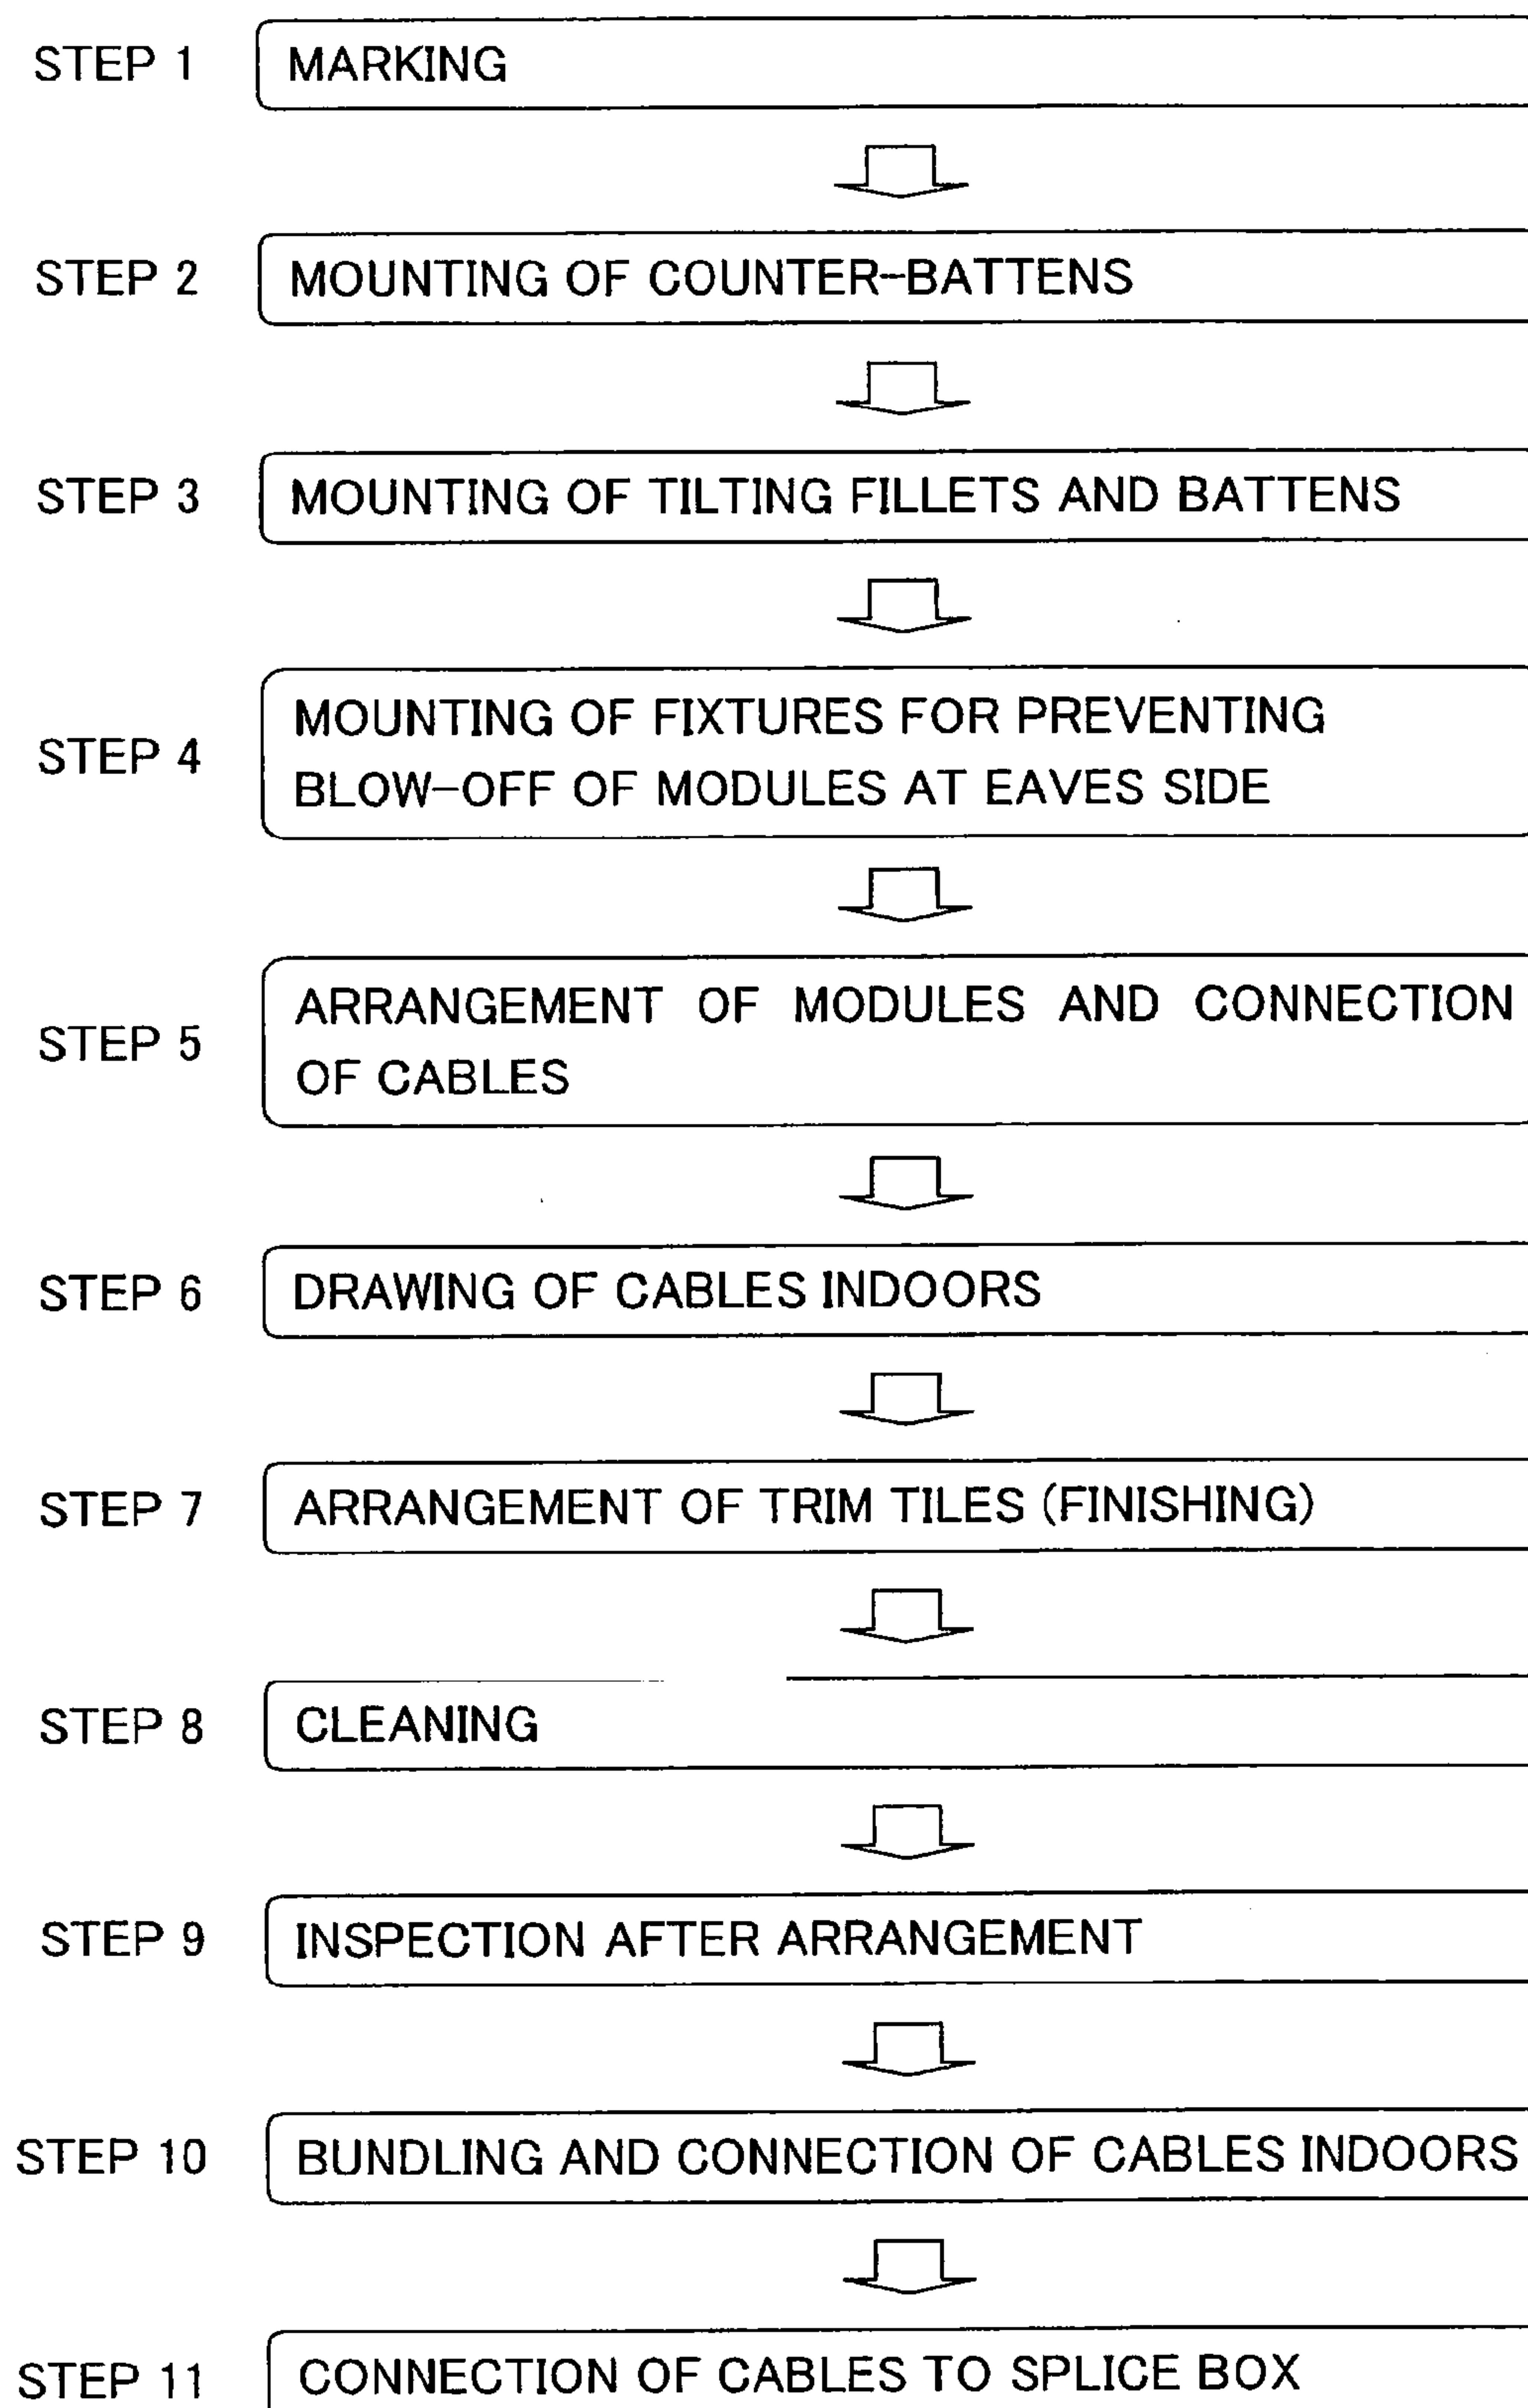 STEP 1 MARKING
STEP 2 MOUNTING OF COUNTER-BATTENS
STEP 3 MOUNTING OF TILTING FILLETS AND BATTENS
STEP 4 MOUNTING OF FIXTURES FOR PREVENTING
BLOW-OFF OF MODULES AT EAVES SIDE
STEP 5 ARRANGEMENT OF MODULES AND CONNECTION
OF CABLES
STEP 6 DRAWING OF CABLES INDOORS
STEP 7 ARRANGEMENT OF TRIM TILES (FINISHING)
STEP 8 CLEANING
STEP 9 INSPECTION AFTER ARRANGEMENT
STEP 10 BUNDLING AND CONNECTION OF CABLES INDOORS
STEP 11 CONNECTION OF CABLES TO SPLICE BOX